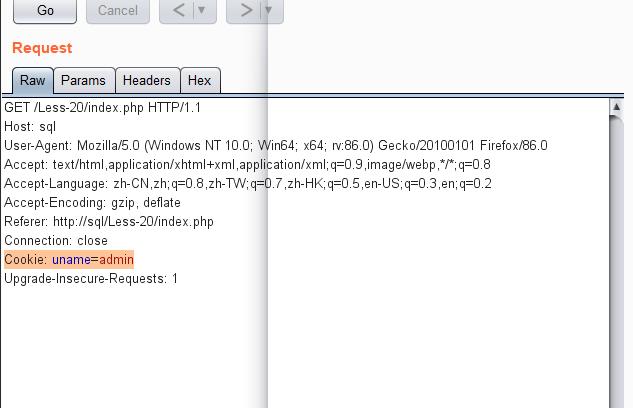 Go Cancel < >
Request
Raw Params Headers Hex
GET /Less-20/index.php HTTP/1.1
Host: sql
User-Agent: Mozilla/5.0 (Windows NT 10.0; Win64; x64; rv:86.0) Gecko/20100101 Firefox/86.0
Accept: text/html,application/xhtml+xml,application/xml;q=0.9,image/webp,*/*;q=0.8
Accept-Language: zh-CN,zh;q=0.8,zh-TW;q=0.7,zh-HK;q=0.5,en-US;q=0.3,en;q=0.2
Accept-Encoding: gzip, deflate
Referer: http://sql/Less-20/index.php
Connection: close
Cookie: uname=admin
Upgrade-Insecure-Requests: 1